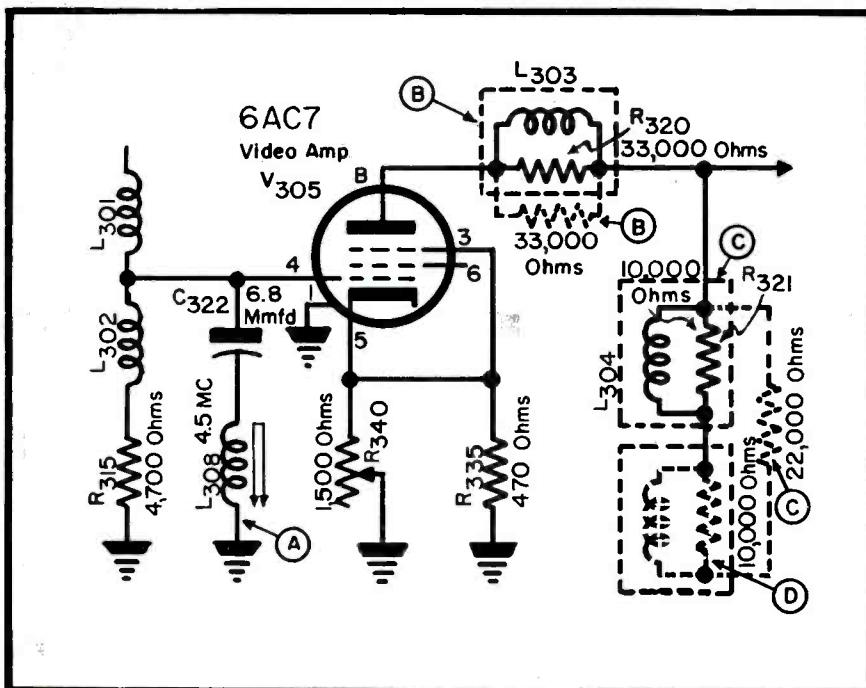 L303
B
6AC7
Video Amp
V305
8
R320
33,000 Ohms
B
33,000
Ohms
L301
4
3
6
1
5
C322
6.8
Mmfd
C
10,000
Ohms
R321
L302
L304
4.5 MC
L308
R315
4,700 Ohms
1,500 Ohms
R340
R335
470 Ohms
22,000 Ohms
C
10,000 Ohms
A
D